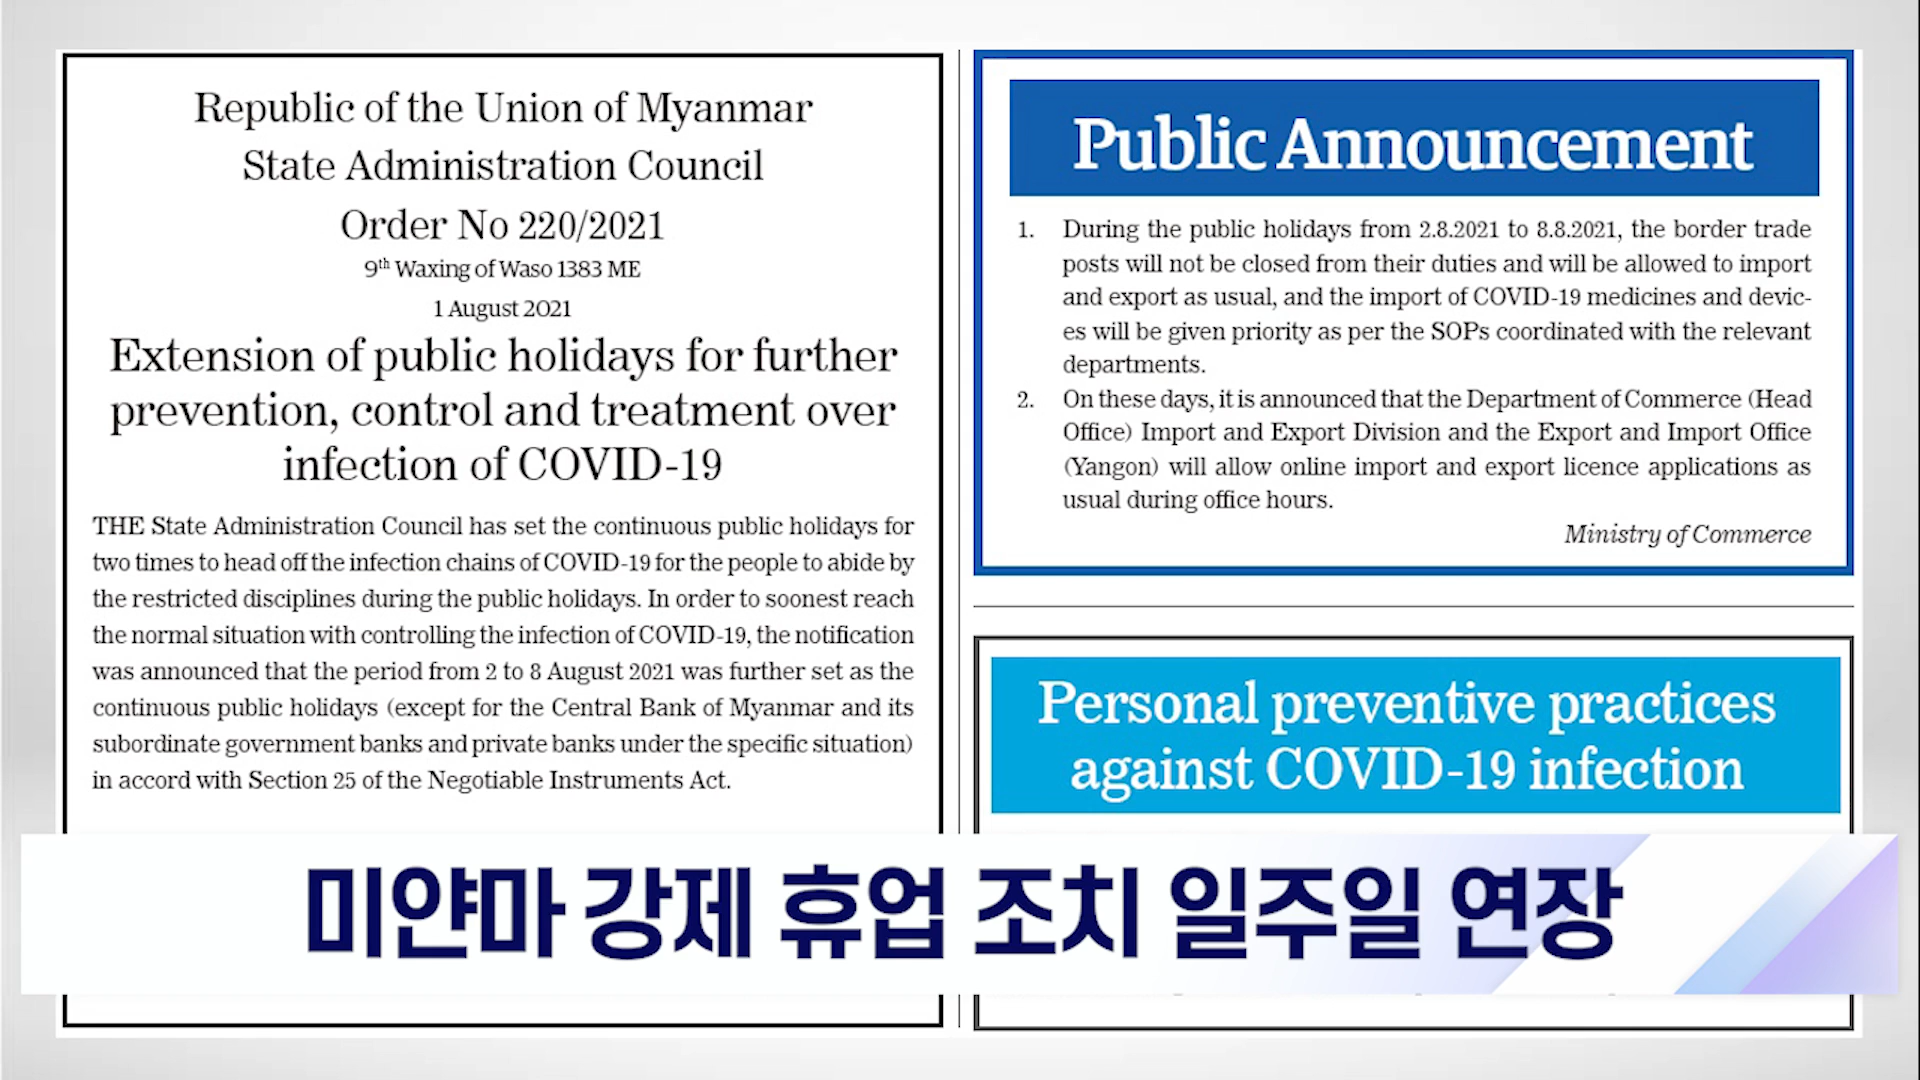 Republic of the Union of Myanmar
State Administration Council
Order No 220/2021
9th Waxing of Waso 1383 ME
1 August 2021
Extension of public holidays for further
prevention, control and treatment over
infection of COVID-19
THE State Administration Council has set the continuous public holidays for
two times to head off the infection chains of COVID-19 for the people to abide by
the restricted disciplines during the public holidays. In order to soonest reach
the normal situation with controlling the infection of COVID-19, the notification
was announced that the period from 2 to 8 August 2021 was further set as the
continuous public holidays (except for the Central Bank of Myanmar and its
subordinate government banks and private banks under the specific situation)
in accord with Section 25 of the Negotiable Instruments Act.
Public Announcement
1. During the public holidays from 2.8.2021 to 8.8.2021, the border trade
posts will not be closed from their duties and will be allowed to import
and export as usual, and the import of COVID-19 medicines and devic-
es will be given priority as per the SOPs coordinated with the relevant
departments.
2. On these days, it is announced that the Department of Commerce (Head
Office) Import and Export Division and the Export and Import Office
(Yangon) will allow online import and export licence applications as
usual during office hours.
Ministry of Commerce
Personal preventive practices
against COVID-19 infection
미얀마 강제 휴업 조치 일주일 연장